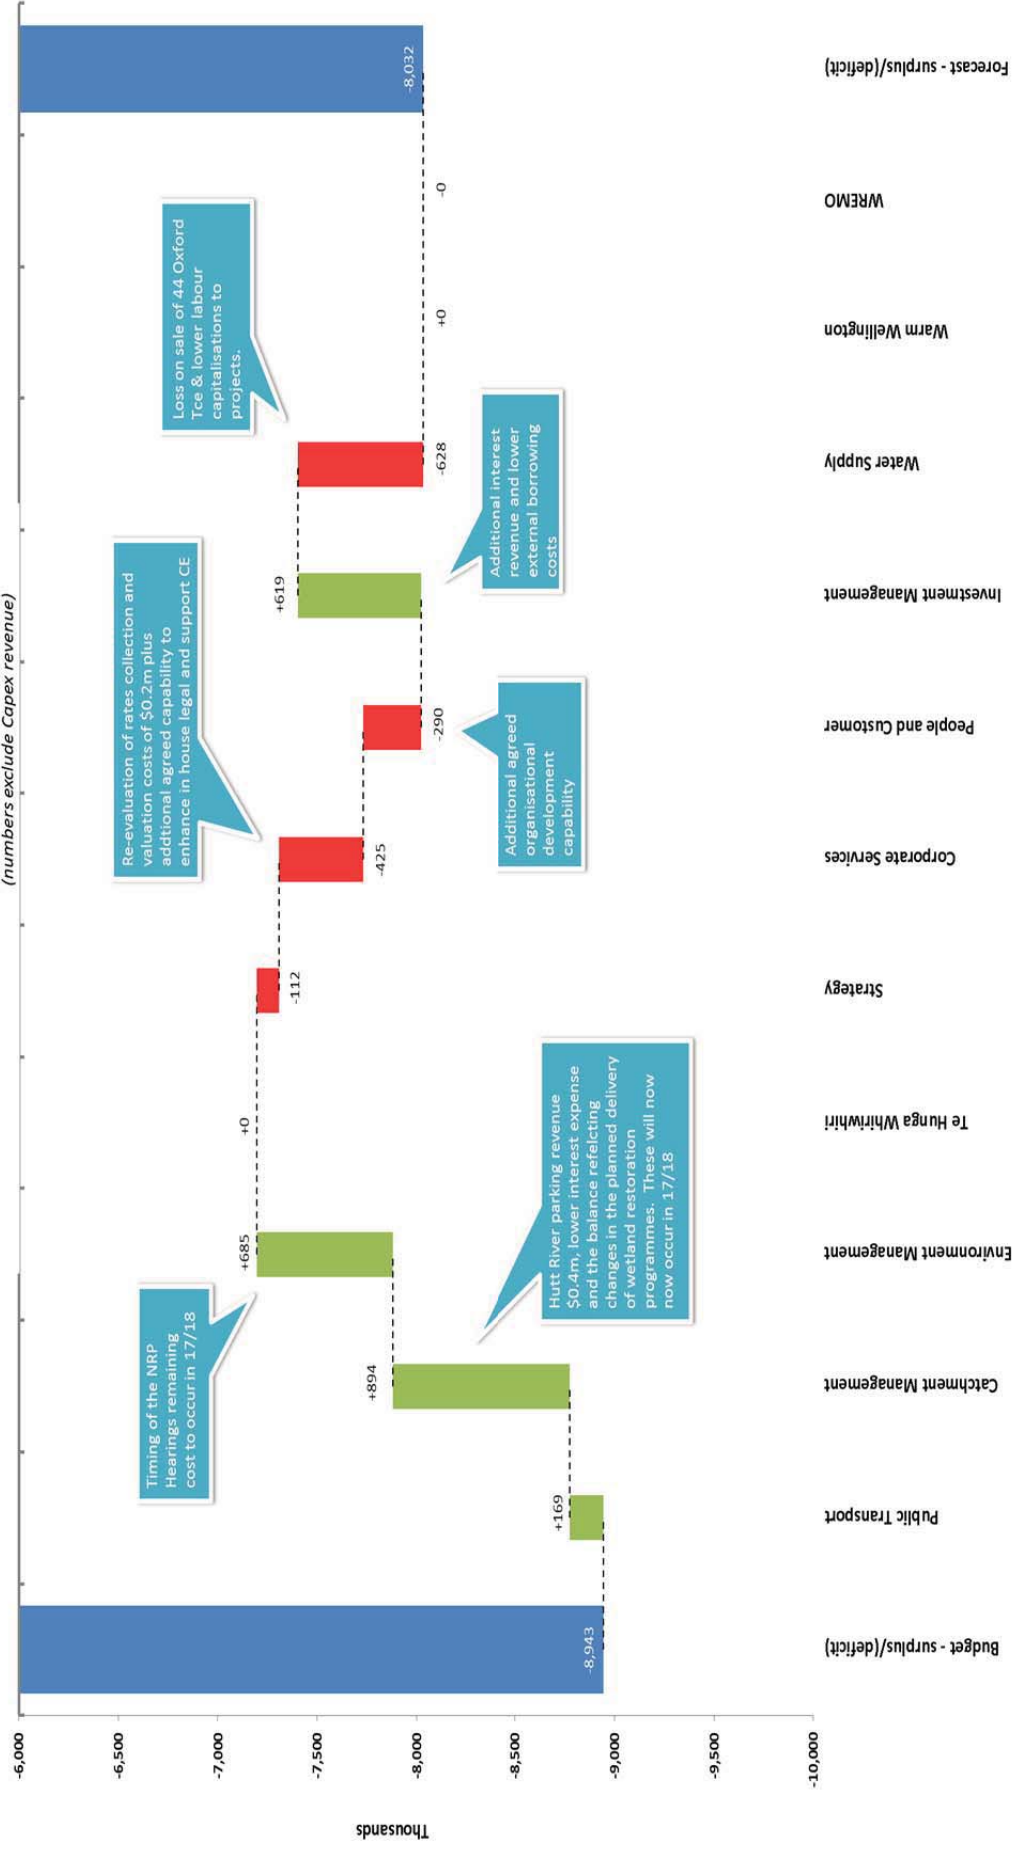 (numbers exclude Capex revenue)
Thousands
-6,000
-6,500
-7,000
-7,500
-8,000
-8,500
-9,000
-9,500
-10,000
-8,943
+169
+894
+685
+0
-112
-425
-290
+619
-628
+0
-0
-8,032
Timing of the NRP
Hearings remaining
cost to occur in 17/18
Hutt River parking revenue
$0.4m, lower interest expense
and the balance refelcting
changes in the planned delivery
of wetland restoration
programmes. These will now
now occur in 17/18
Re-evaluation of rates collection and
valuation costs of $0.2m plus
addtional agreed capability to
enhance in house legal and support CE
Additional agreed
organisational
development
capability
Additional interest
revenue and lower
external borrowing
costs
Loss on sale of 44 Oxford
Tce & lower labour
capitalisations to
projects.
Budget - surplus/(deficit)
Public Transport
Catchment Management
Environment Management
Te Hunga Whiriwhiri
Strategy
Corporate Services
People and Customer
Investment Management
Water Supply
Warm Wellington
WREMO
Forecast - surplus/(deficit)